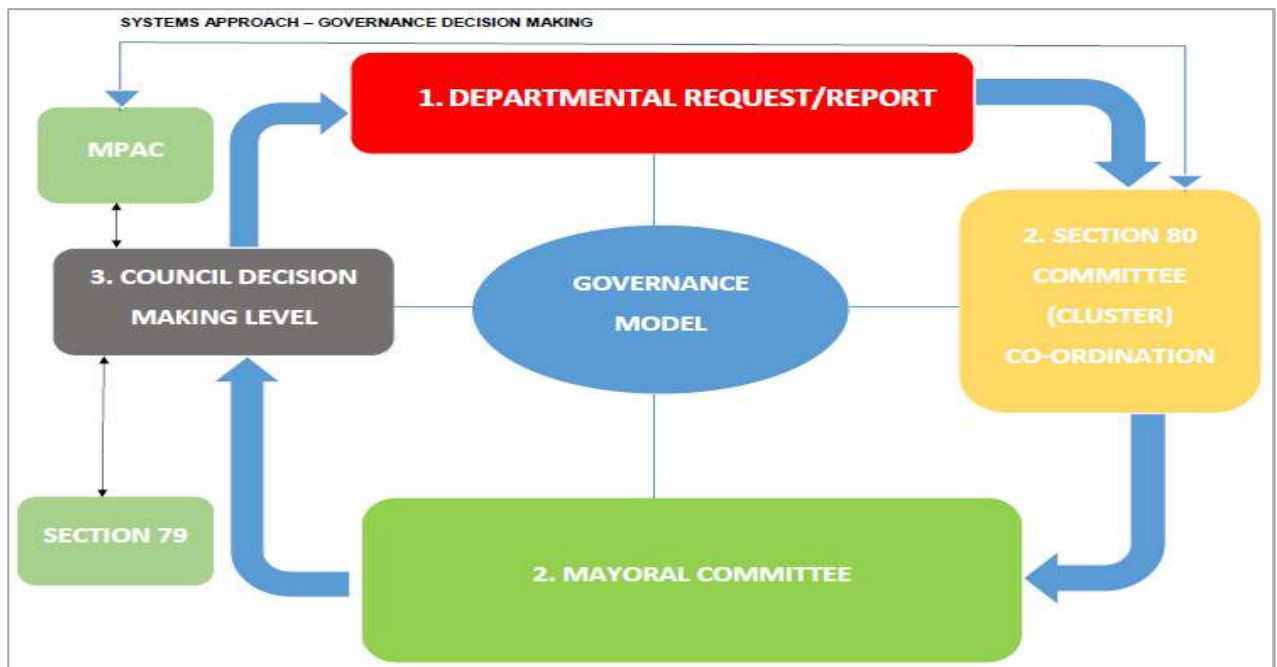 SYSTEMS APPROACH – GOVERNANCE DECISION MAKING
1. DEPARTMENTAL REQUEST/REPORT
MPAC
2. SECTION 80
COMMITTEE
(CLUSTER)
CO-ORDINATION
3. COUNCIL DECISION
MAKING LEVEL
GOVERNANCE
MODEL
SECTION 79
2. MAYORAL COMMITTEE